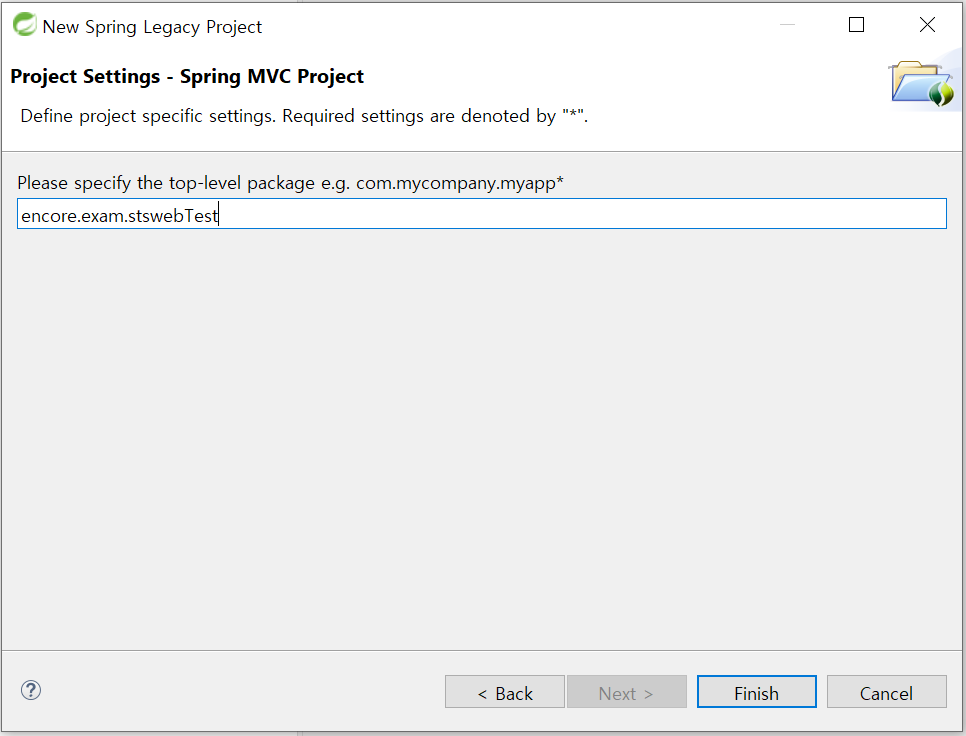 New Spring Legacy Project
Project Settings - Spring MVC Project
Define project specific settings. Required settings are denoted by "*".
Please specify the top-level package e.g. com.mycompany.myapp*
encore.exam.stswebTest
?
< Back
Next >
Finish
Cancel